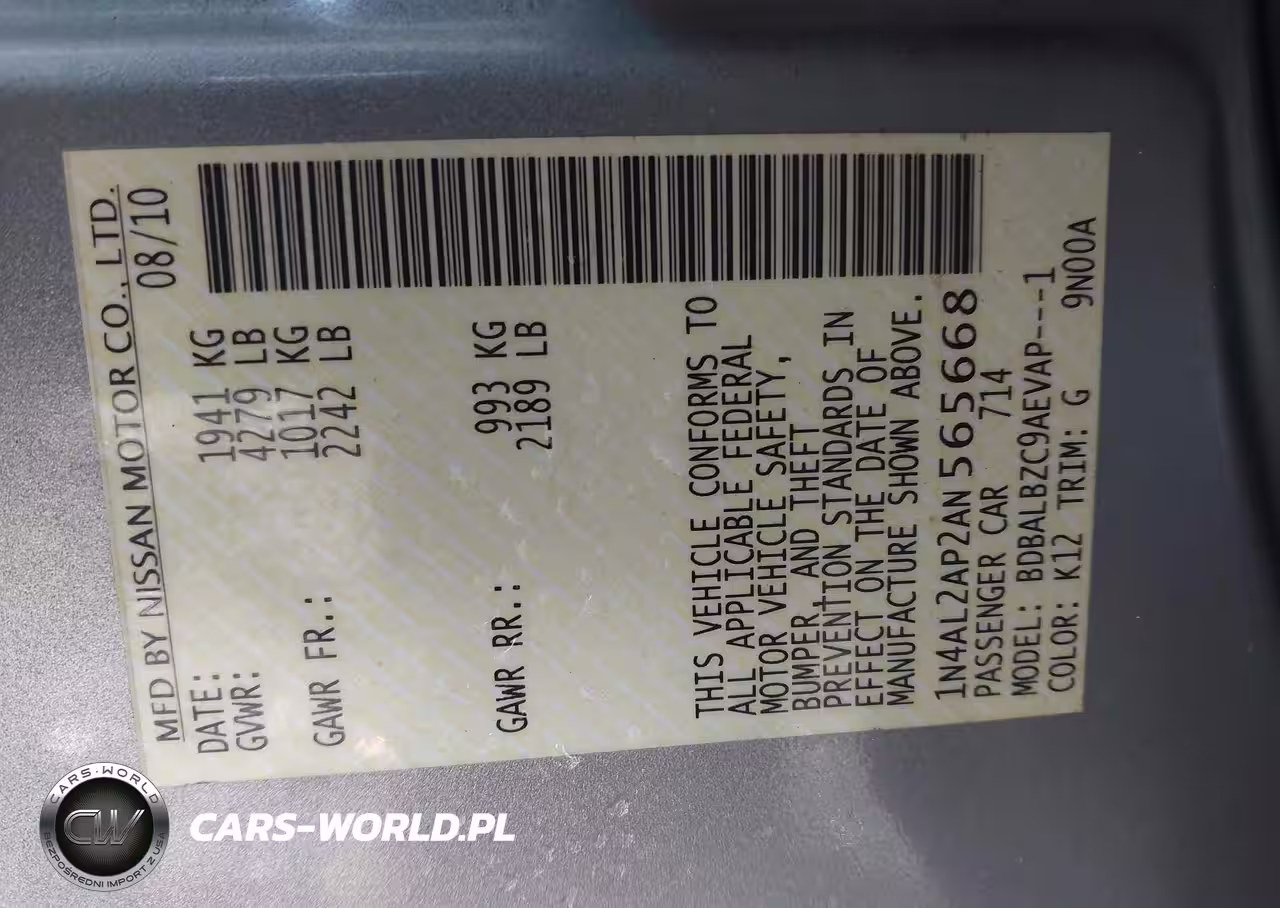 MFD BY NISSAN MOTOR CO., LTD.
DATE: 08/10
GVWR: 1941 KG
4279 LB
GAWR FR.: 1017 KG
2242 LB
GAWR RR.: 993 KG
2189 LB
THIS VEHICLE CONFORMS TO
ALL APPLICABLE FEDERAL
MOTOR VEHICLE SAFETY,
BUMPER, AND THEFT
PREVENTION STANDARDS IN
EFFECT ON THE DATE OF
MANUFACTURE SHOWN ABOVE.
1N4AL2AP2AN565668
PASSENGER CAR 714
MODEL: BDBALBZC9AEVAP---1
COLOR: K12 TRIM: G 9N00A
CARS-WORLD
CW
BEZPOŚREDNI IMPORT Z USA
CARS-WORLD.PL